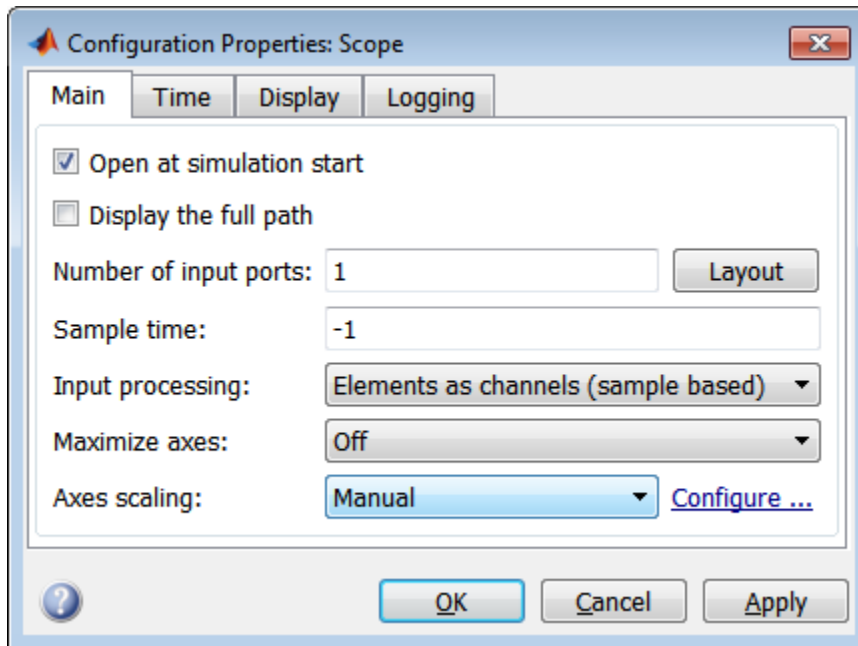 Configuration Properties: Scope
Main Time Display Logging
Open at simulation start
Display the full path
Number of input ports: 1 Layout
Sample time: -1
Input processing: Elements as channels (sample based)
Maximize axes: Off
Axes scaling: Manual Configure ...
? OK Cancel Apply